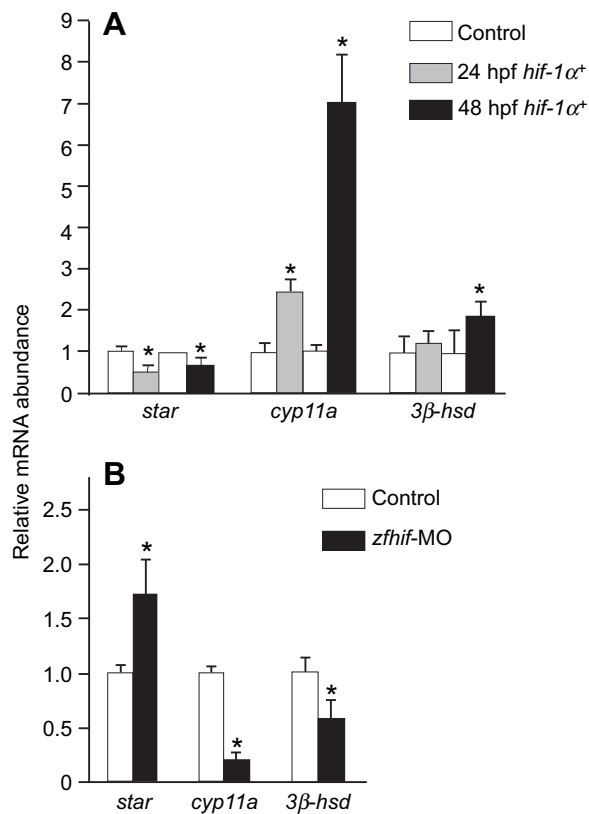 A
9
8
7
6
5
4
3
2
1
0
Control
24 hpf hif-1α⁺
48 hpf hif-1α⁺
*
*
*
*
*
star
cyp11a
3β-hsd
Relative mRNA abundance
B
2.5
2.0
1.5
1.0
0.5
0
Control
zfhif-MO
*
*
*
star
cyp11a
3β-hsd